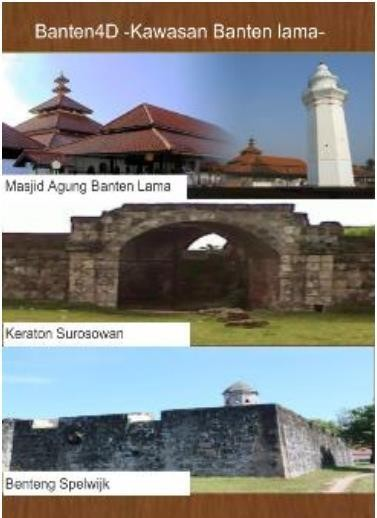 Banten4D -Kawasan Banten lama-
Masjid Agung Banten Lama
Keraton Surosowan
Benteng Spelwijk